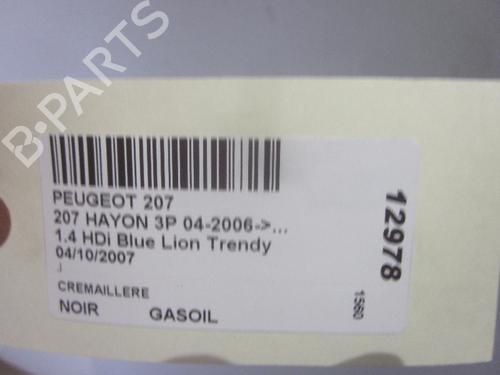 B-PARTS
PEUGEOT 207
207 HAYON 3P 04-2006->...
1.4 HDi Blue Lion Trendy
04/10/2007
J
CREMAILLERE
NOIR GASOIL
12978
1560